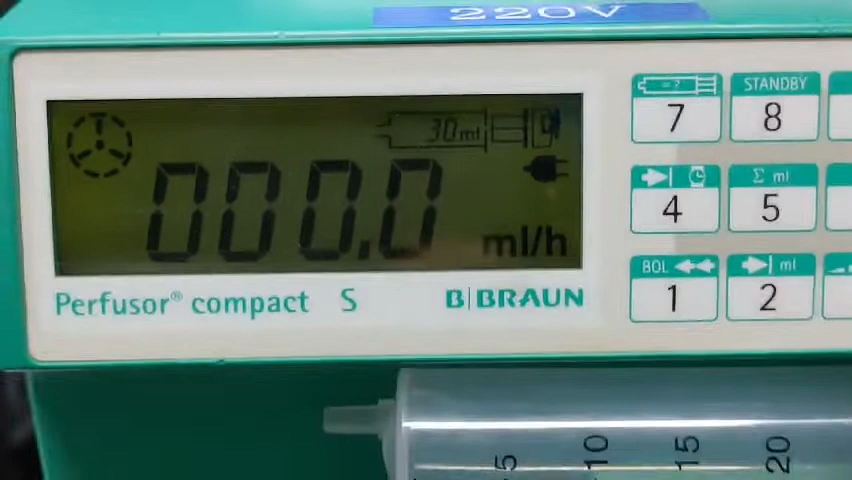 220V
30ml
000.0 ml/h
Perfusor® compact S
B|BRAUN
=?
7
STANDBY
8
4
Σ ml
5
BOL
1
ml
2
5 10 15 20